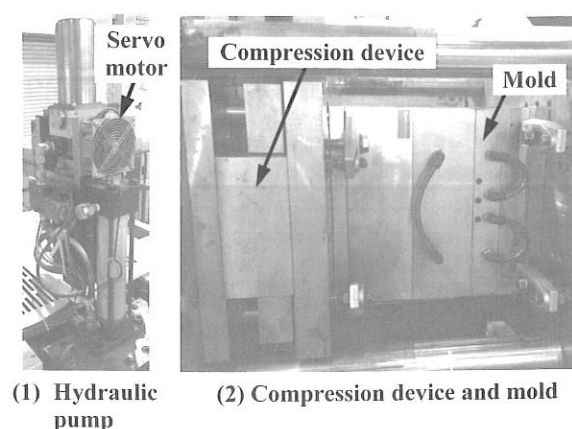 Servo
motor
Compression device
Mold
(1) Hydraulic
pump
(2) Compression device and mold